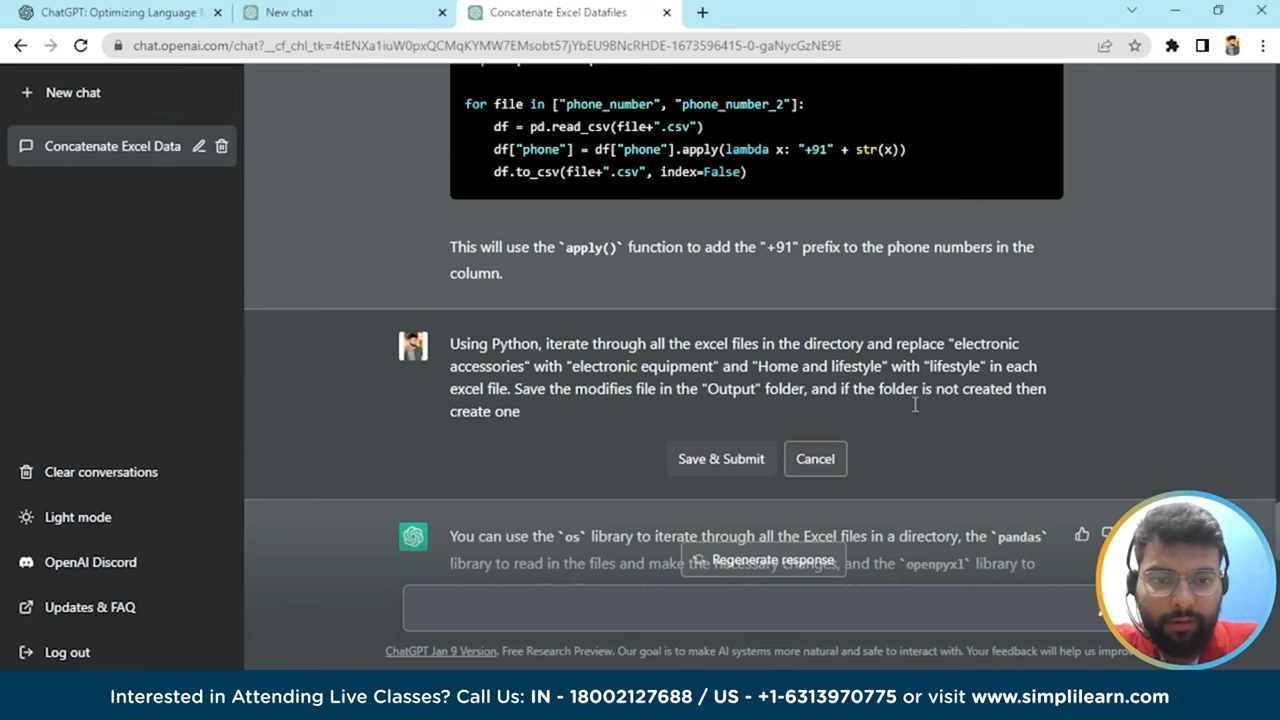 ChatGPT: Optimizing Language
New chat
Concatenate Excel Datafiles
chat.openai.com/chat?__cf_chl_tk=4tENXa1iuW0pxQCMqKYMW7EMsobt57jYbEU9BNcRHDE-1673596415-0-gaNycGzNE9E
New chat
Concatenate Excel Data
for file in ["phone_number", "phone_number_2"]:
df = pd.read_csv(file+".csv")
df["phone"] = df["phone"].apply(lambda x: "+91" + str(x))
df.to_csv(file+".csv", index=False)
This will use the `apply()` function to add the "+91" prefix to the phone numbers in the
column.
Using Python, iterate through all the excel files in the directory and replace "electronic
accessories" with "electronic equipment" and "Home and lifestyle" with "lifestyle" in each
excel file. Save the modifies file in the "Output" folder, and if the folder is not created then
create one
Save & Submit
Cancel
Clear conversations
Light mode
OpenAI Discord
Updates & FAQ
Log out
You can use the `os` library to iterate through all the Excel files in a directory, the `pandas`
library to read in the files and make the necessary changes, and the `openpyxl` library to
Regenerate response
ChatGPT Jan 9 Version. Free Research Preview. Our goal is to make AI systems more natural and safe to interact with. Your feedback will help us
Interested in Attending Live Classes? Call Us: IN - 18002127688 / US - +1-6313970775 or visit www.simplilearn.com